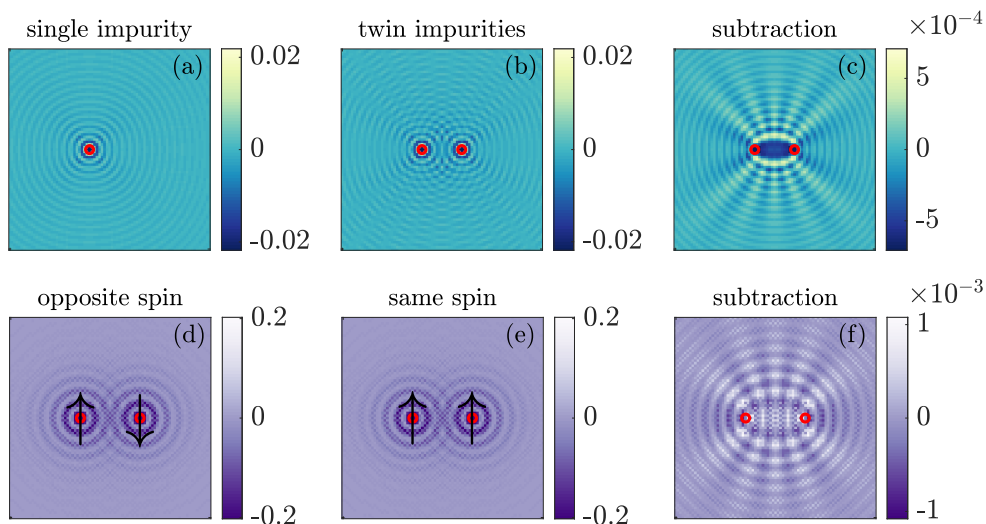 single impurity
twin impurities
subtraction
×10⁻⁴
(a)
0.02
0
-0.02
(b)
0.02
0
-0.02
(c)
5
0
-5
opposite spin
same spin
subtraction
×10⁻³
(d)
0.2
0
-0.2
(e)
0.2
0
-0.2
(f)
1
0
-1